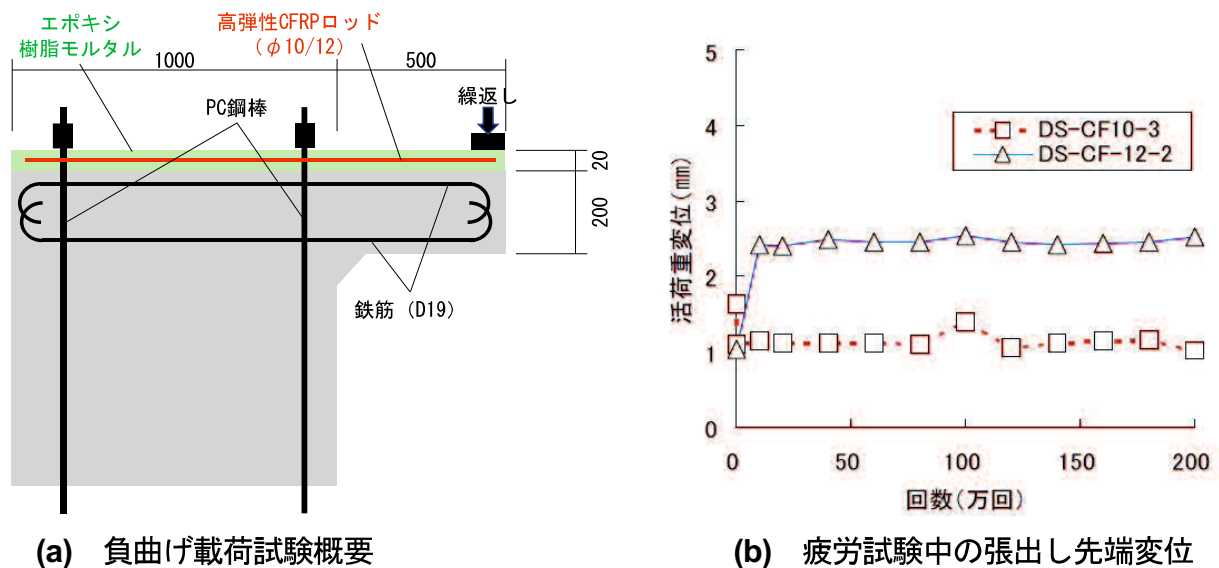 エポキシ
樹脂モルタル
高弾性CFRPロッド
(φ10/12)
1000
500
繰返し
PC鋼棒
20
200
鉄筋 (D19)
(a) 負曲げ載荷試験概要
5
4
3
2
1
0
活荷重変位(mm)
DS-CF10-3
DS-CF-12-2
0
50
100
150
200
回数(万回)
(b) 疲労試験中の張出し先端変位